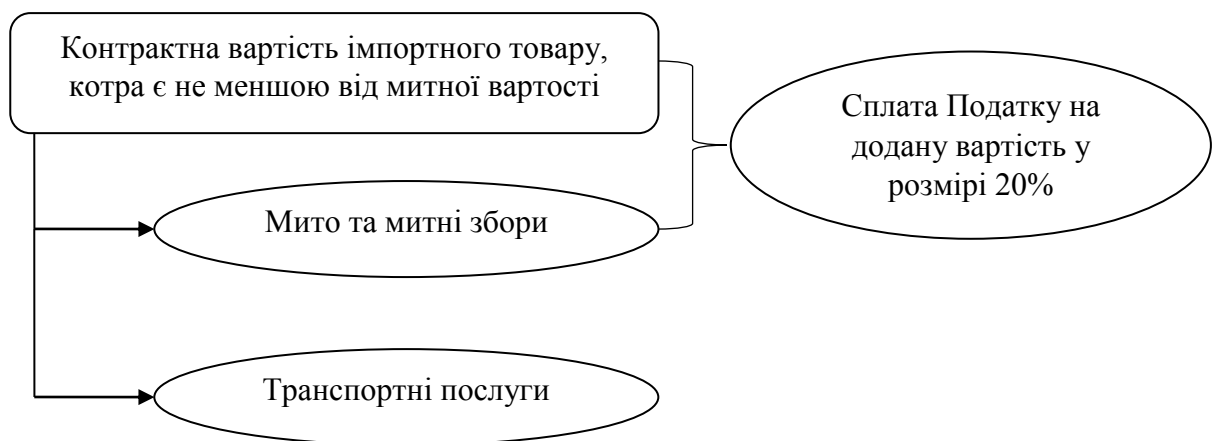 Контрактна вартість імпортного товару,
котра є не меншою від митної вартості
Сплата Податку на
додану вартість у
розмірі 20%
Мито та митні збори
Транспортні послуги